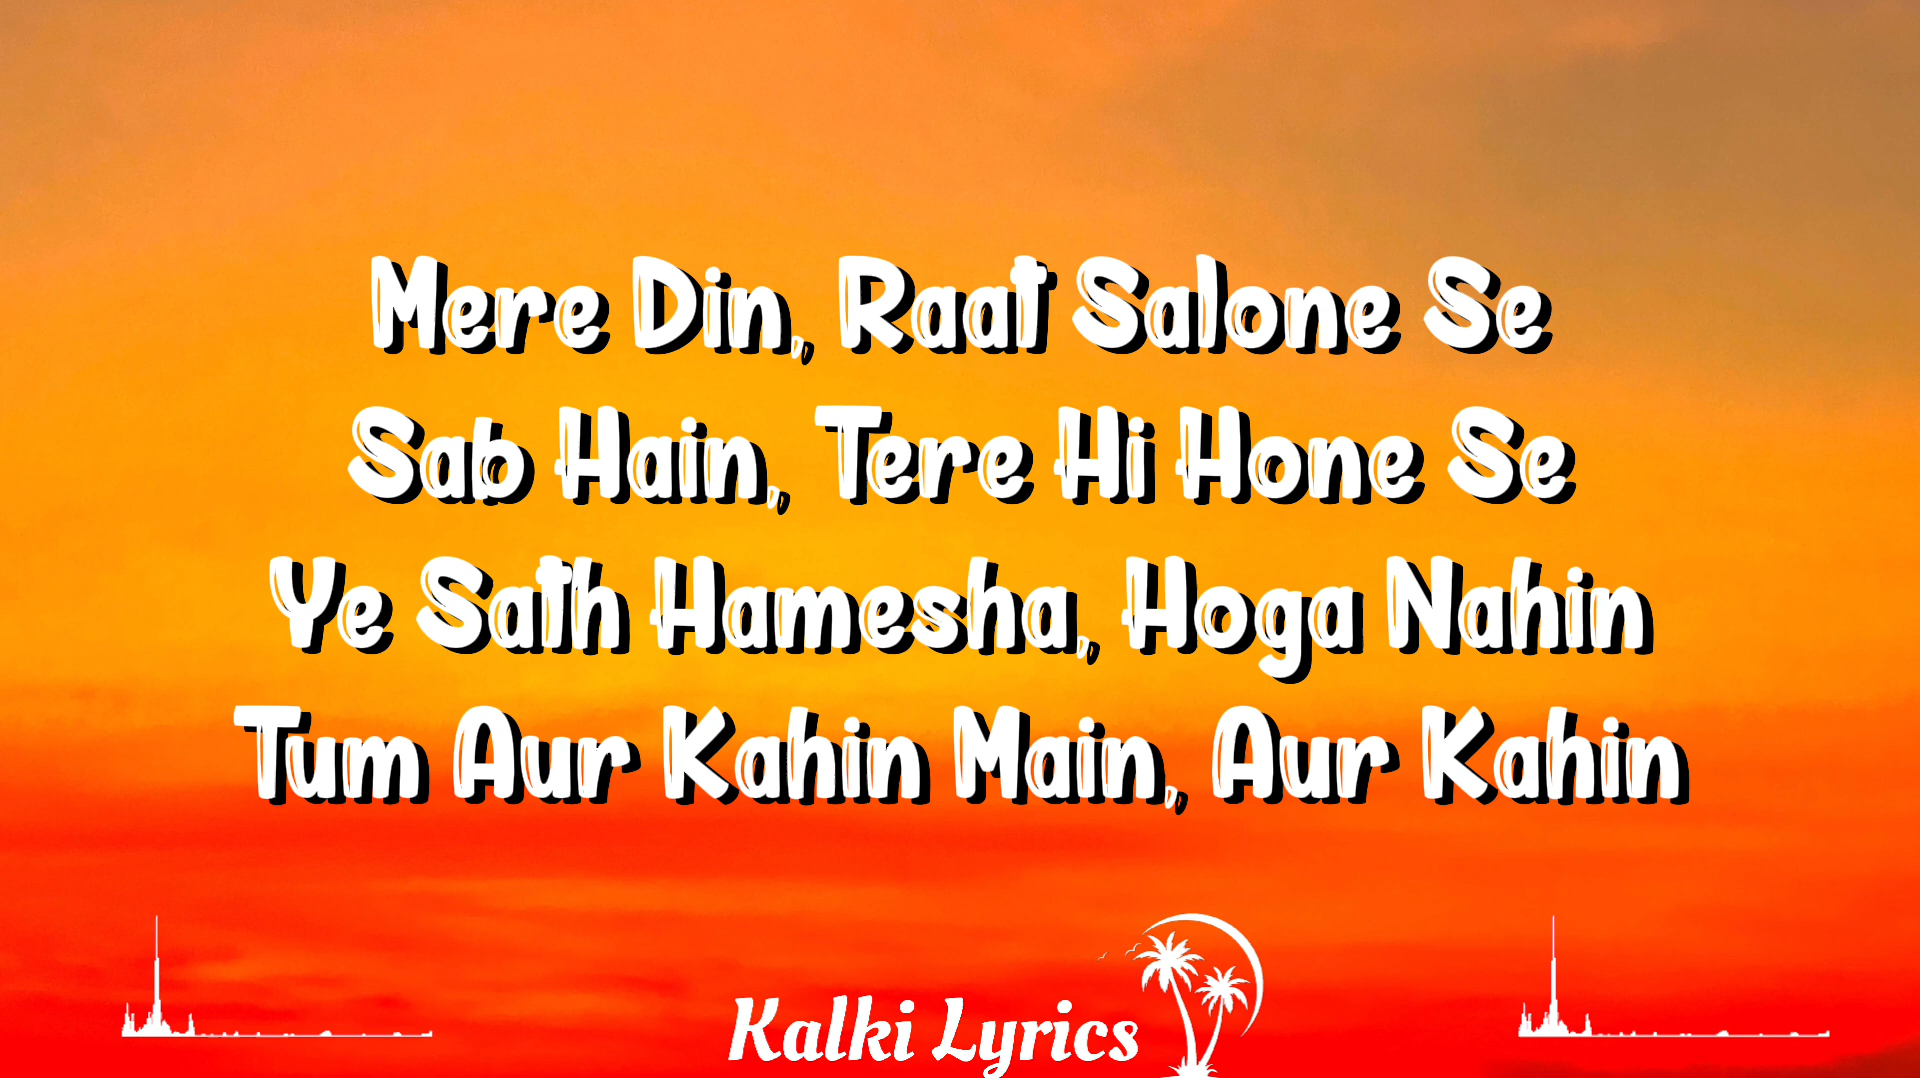 Mere Din, Raat Salone Se
Sab Hain, Tere Hi Hone Se
Ye Sath Hamesha, Hoga Nahin
Tum Aur Kahin Main, Aur Kahin
Kalki Lyrics